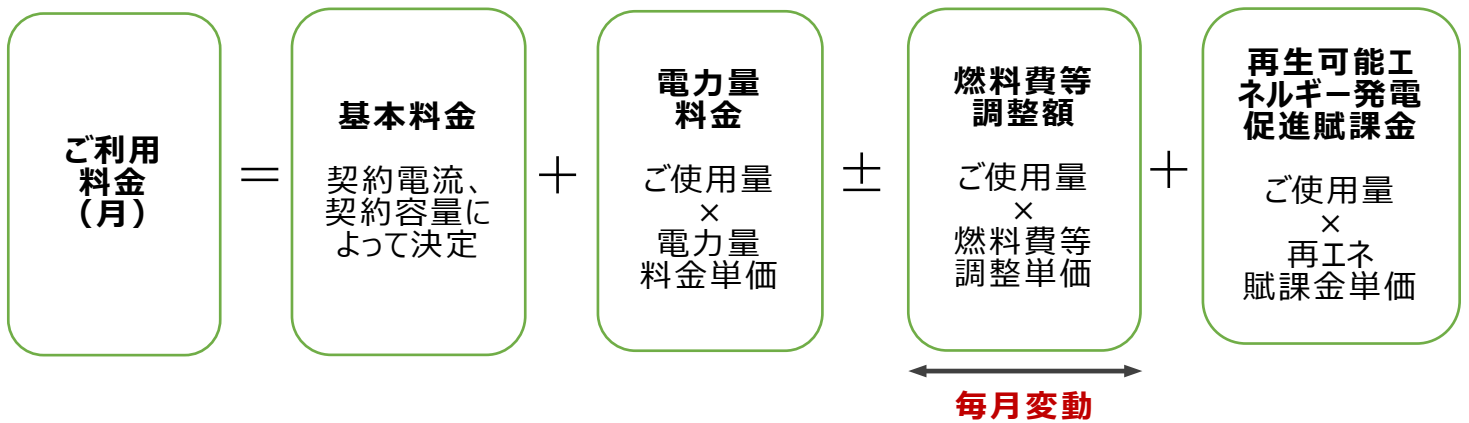 ご利用
料金
(月)
＝
基本料金
契約電流、
契約容量に
よって決定
＋
電力量
料金
ご使用量
×
電力量
料金単価
±
燃料費等
調整額
ご使用量
×
燃料費等
調整単価
＋
再生可能エ
ネルギー発電
促進賦課金
ご使用量
×
再エネ
賦課金単価
毎月変動